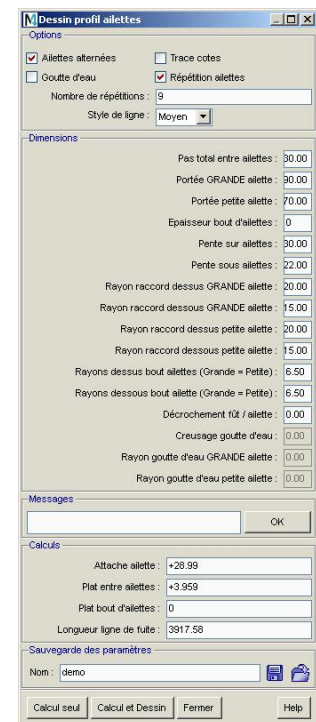 Dessin profil ailettes
Options
Ailettes alternées
Trace cotes
Goutte d'eau
Répétition ailettes
Nombre de répétitions : 9
Style de ligne : Moyen
Dimensions
Pas total entre ailettes : 80.00
Portée GRANDE ailette : 90.00
Portée petite ailette : 70.00
Epaisseur bout d'ailettes : 0
Pente sur ailettes : 30.00
Pente sous ailettes : 22.00
Rayon raccord dessus GRANDE ailette : 20.00
Rayon raccord dessous GRANDE ailette : 15.00
Rayon raccord dessus petite ailette : 20.00
Rayon raccord dessous petite ailette : 15.00
Rayons dessus bout ailettes (Grande = Petite) : 6.50
Rayons dessous bout ailette (Grande = Petite) : 6.50
Décrochement fût / ailette : 0.00
Creusage goutte d'eau : 0.00
Rayon goutte d'eau GRANDE ailette : 0.00
Rayon goutte d'eau petite ailette : 0.00
Messages
OK
Calculs
Attache ailette : +28.99
Plat entre ailettes : +3.959
Plat bout d'ailettes : 0
Longueur ligne de fuite : 3917.58
Sauvegarde des paramètres
Nom : demo
Calcul seul
Calcul et Dessin
Fermer
Help